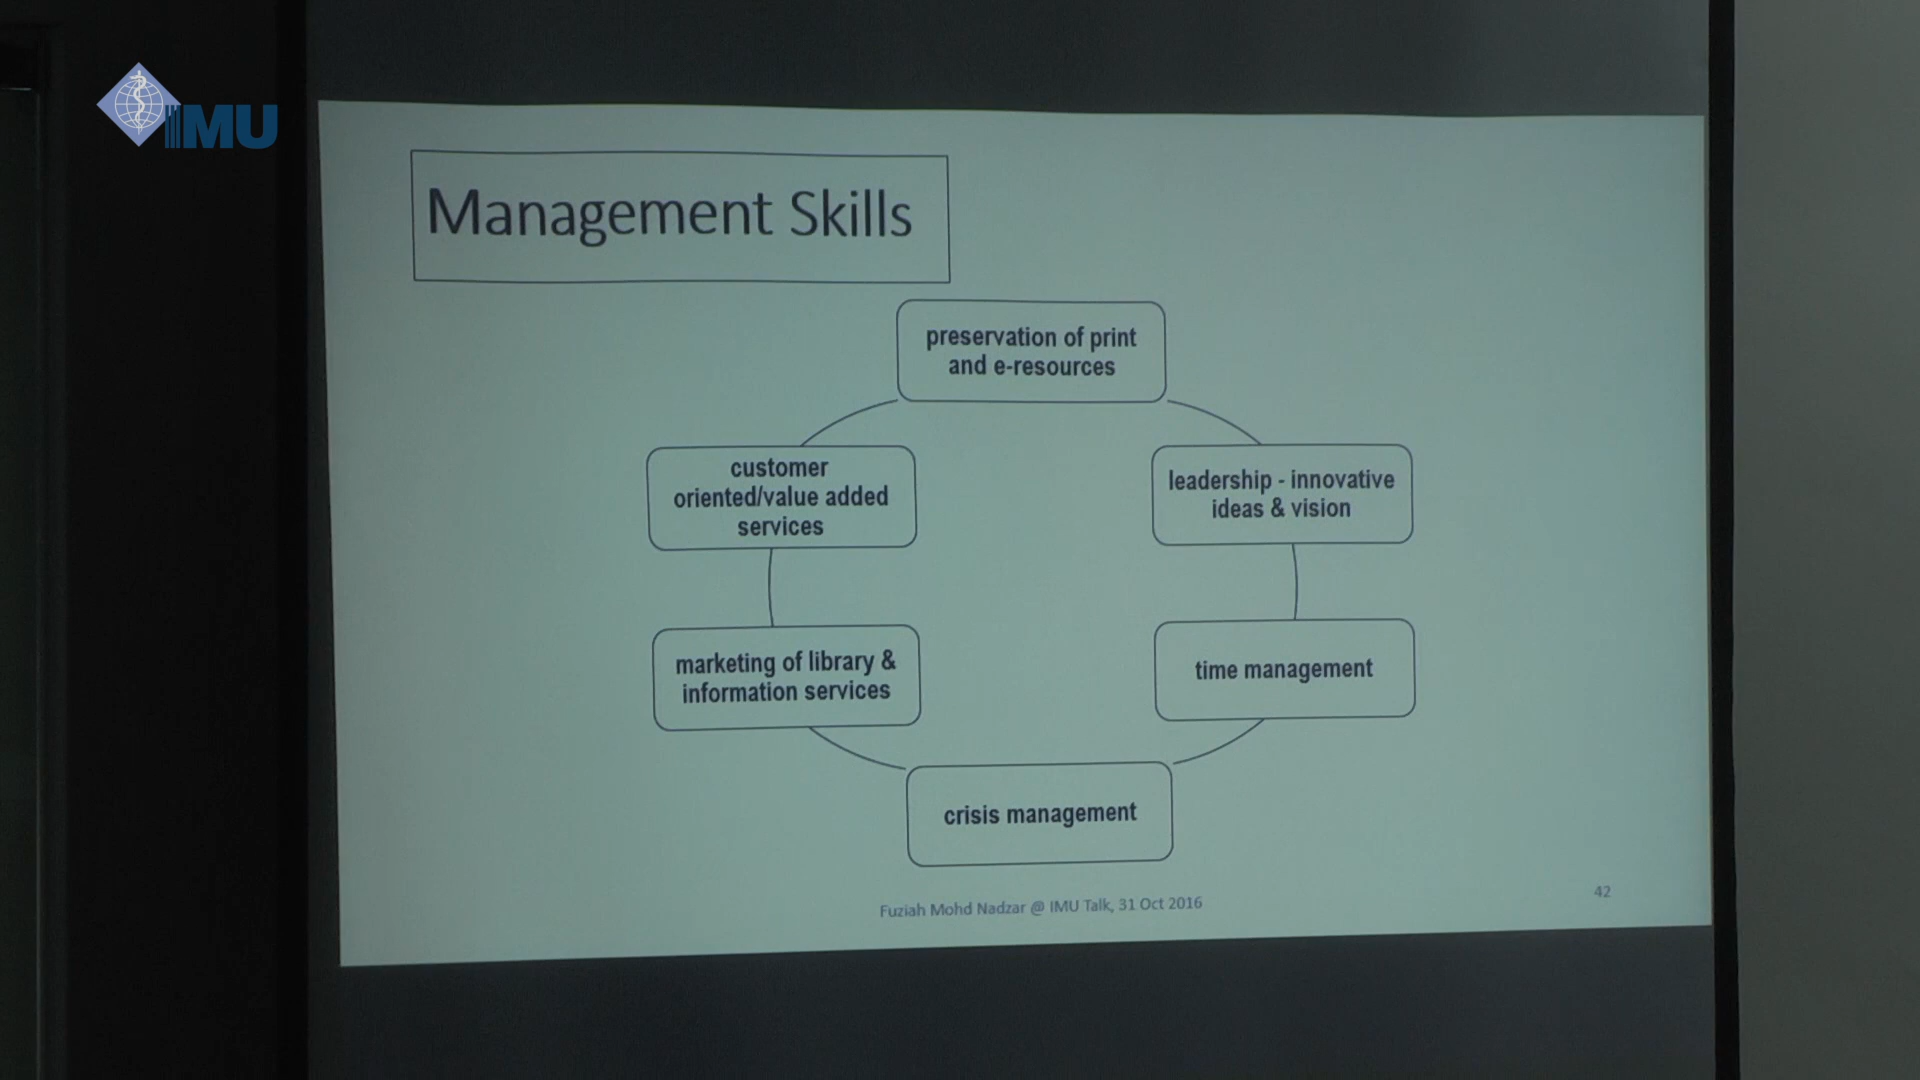 IMU
Management Skills
preservation of print
and e-resources
customer
oriented/value added
services
leadership - innovative
ideas & vision
marketing of library &
information services
time management
crisis management
Fuziah Mohd Nadzar @ IMU Talk, 31 Oct 2016
42